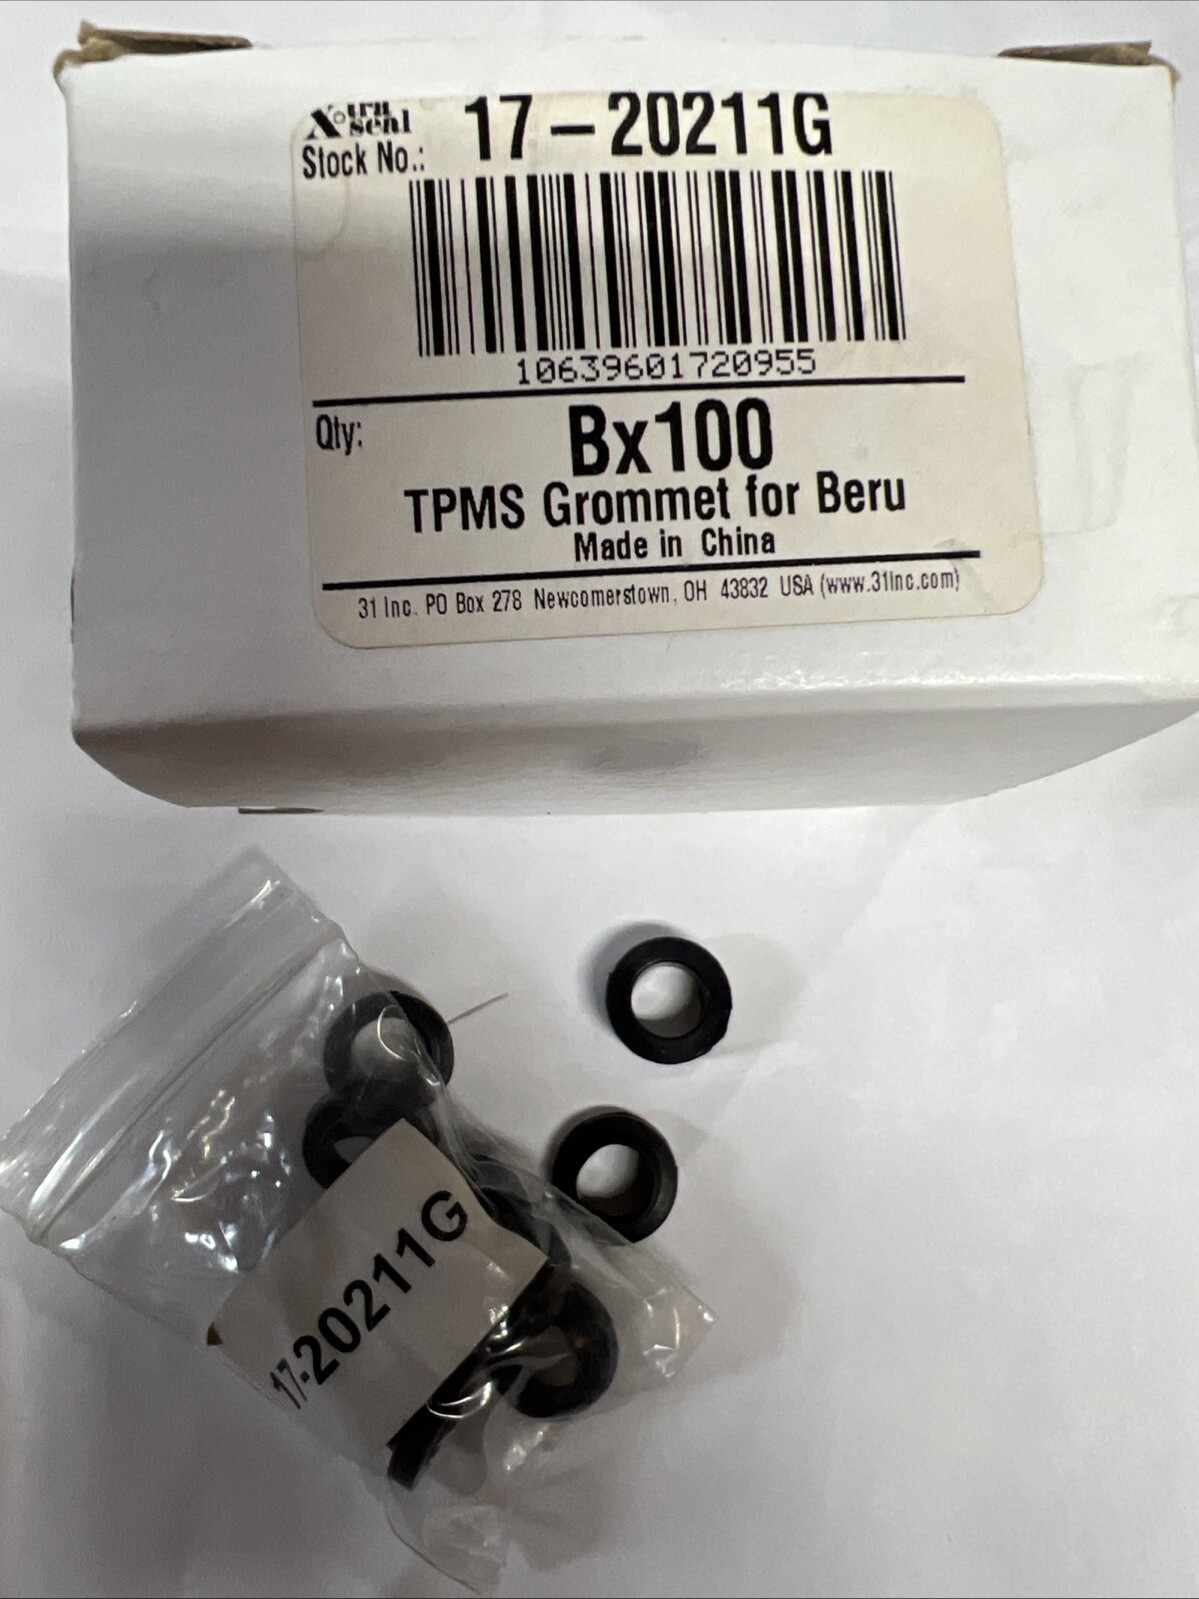 Xtra seal
Stock No.: 17-20211G
10639601720955
Qty: Bx100
TPMS Grommet for Beru
Made in China
31 Inc. PO Box 278 Newcomerstown, OH 43832 USA (www.31inc.com)
17-20211G